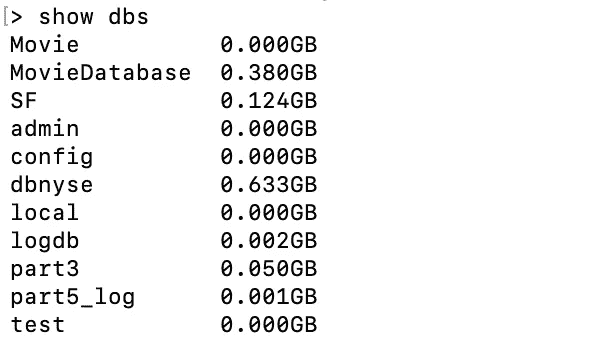 [> show dbs
Movie           0.000GB
MovieDatabase   0.380GB
SF              0.124GB
admin           0.000GB
config          0.000GB
dbnyse          0.633GB
local           0.000GB
logdb           0.002GB
part3           0.050GB
part5_log       0.001GB
test            0.000GB